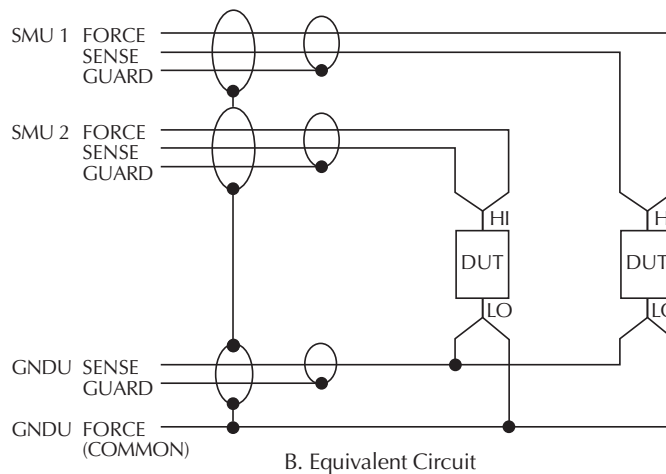 SMU 1 FORCE
SENSE
GUARD
SMU 2 FORCE
SENSE
GUARD
HI
DUT
LO
H
DUT
LO
GNDU SENSE
GUARD
GNDU FORCE
(COMMON)
B. Equivalent Circuit